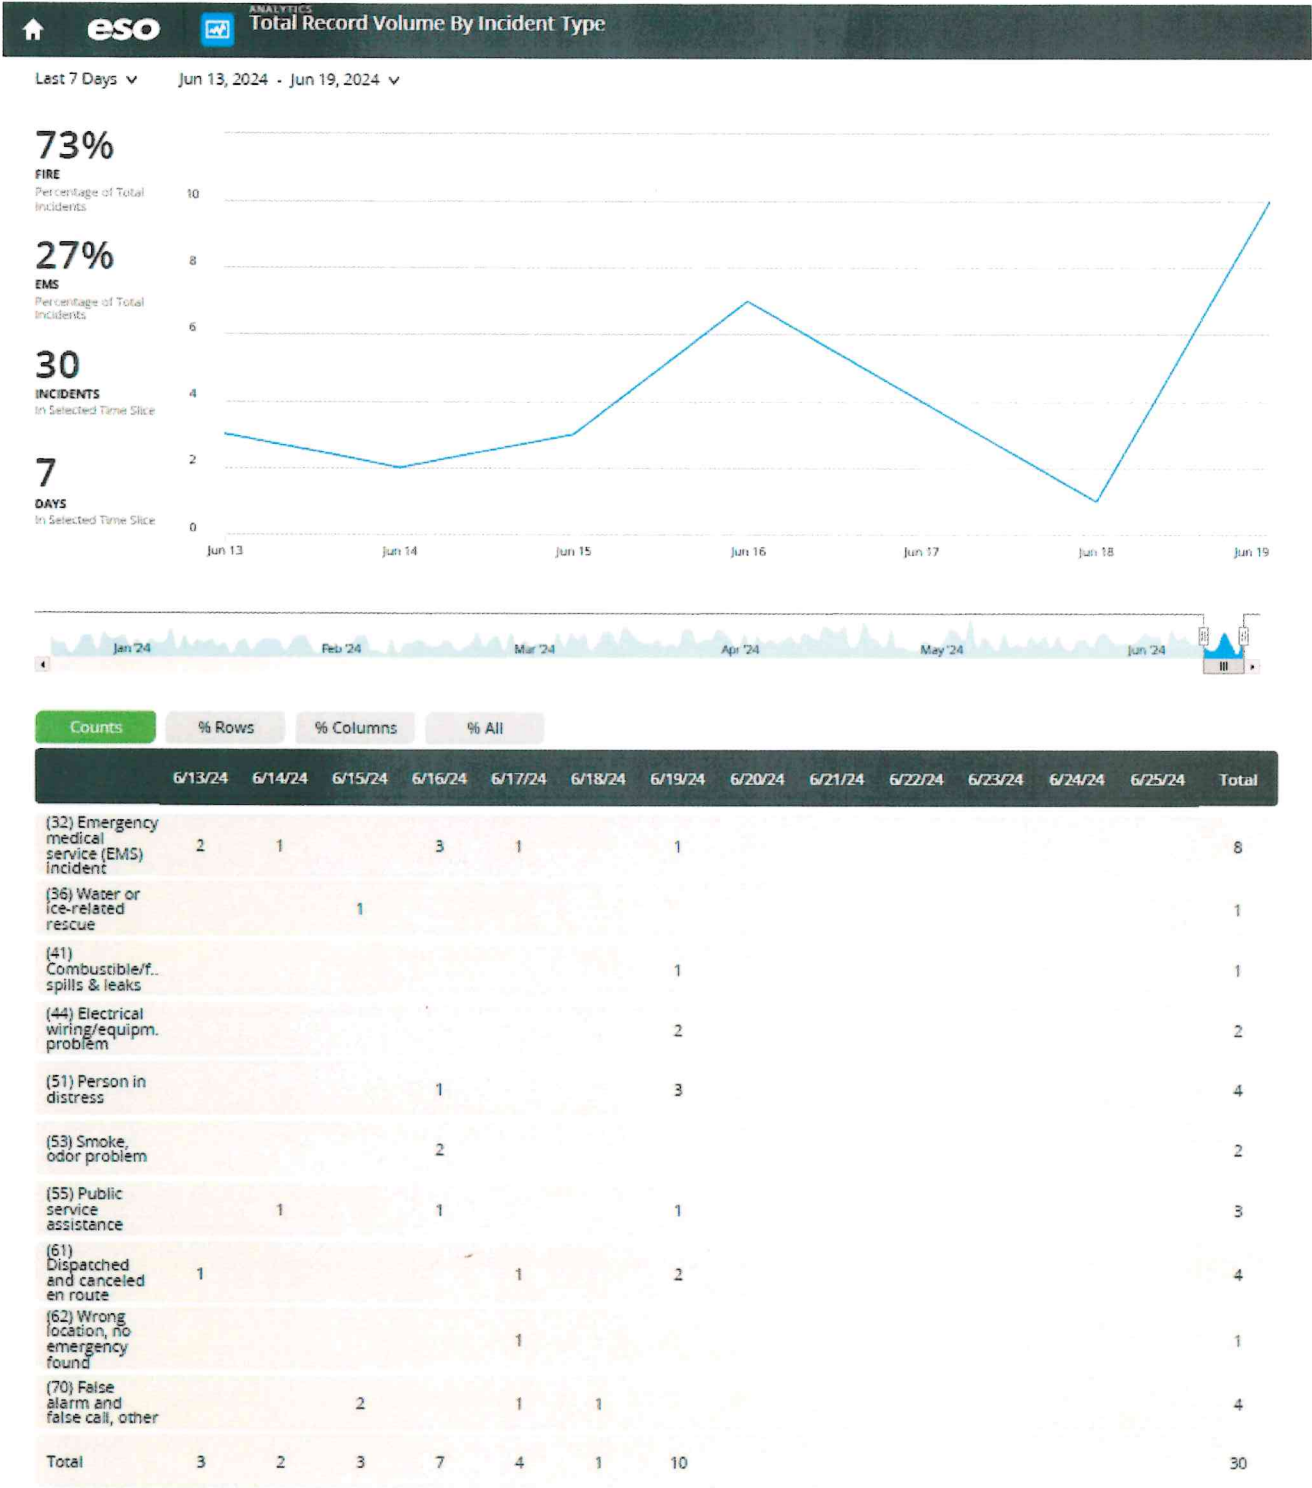 ANALYTICS
eso Total Record Volume By Incident Type
Last 7 Days Jun 13, 2024 - Jun 19, 2024
73%
FIRE
Percentage of Total
Incidents
27%
EMS
Percentage of Total
Incidents
30
INCIDENTS
In Selected Time Slice
7
DAYS
In Selected Time Slice
10
8
6
4
2
0
Jun 13 Jun 14 Jun 15 Jun 16 Jun 17 Jun 18 Jun 19
Jan '24 Feb '24 Mar '24 Apr '24 May '24 Jun '24
Counts % Rows % Columns % All
6/13/24 6/14/24 6/15/24 6/16/24 6/17/24 6/18/24 6/19/24 6/20/24 6/21/24 6/22/24 6/23/24 6/24/24 6/25/24 Total
(32) Emergency
medical
service (EMS)
incident
2 1 3 1 1 8
(36) Water or
ice-related
rescue
1 1
(41)
Combustible/f..
spills & leaks
1 1
(44) Electrical
wiring/equipm.
problem
2 2
(51) Person in
distress
1 3 4
(53) Smoke,
odor problem
2 2
(55) Public
service
assistance
1 1 1 3
(61)
Dispatched
and canceled
en route
1 1 2 4
(62) Wrong
location, no
emergency
found
1 1
(70) False
alarm and
false call, other
2 1 1 4
Total 3 2 3 7 4 1 10 30